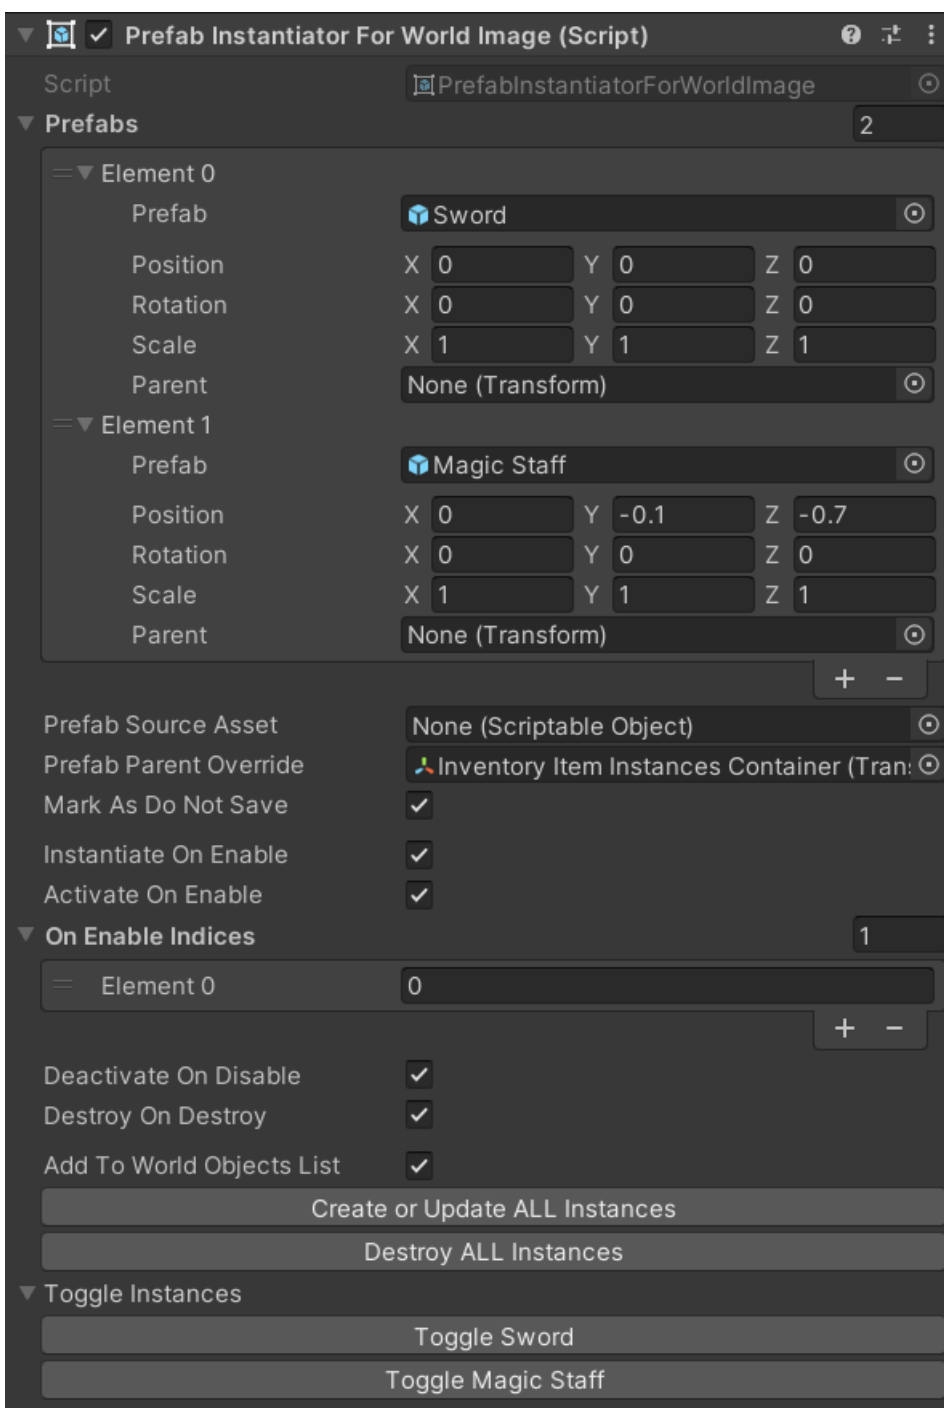 Prefab Instantiator For World Image (Script)
Script PrefabInstantiatorForWorldImage
Prefabs 2
Element 0
Prefab Sword
Position X 0 Y 0 Z 0
Rotation X 0 Y 0 Z 0
Scale X 1 Y 1 Z 1
Parent None (Transform)
Element 1
Prefab Magic Staff
Position X 0 Y -0.1 Z -0.7
Rotation X 0 Y 0 Z 0
Scale X 1 Y 1 Z 1
Parent None (Transform)
+ −
Prefab Source Asset None (Scriptable Object)
Prefab Parent Override Inventory Item Instances Container (Tran
Mark As Do Not Save
Instantiate On Enable
Activate On Enable
On Enable Indices 1
Element 0 0
+ −
Deactivate On Disable
Destroy On Destroy
Add To World Objects List
Create or Update ALL Instances
Destroy ALL Instances
Toggle Instances
Toggle Sword
Toggle Magic Staff